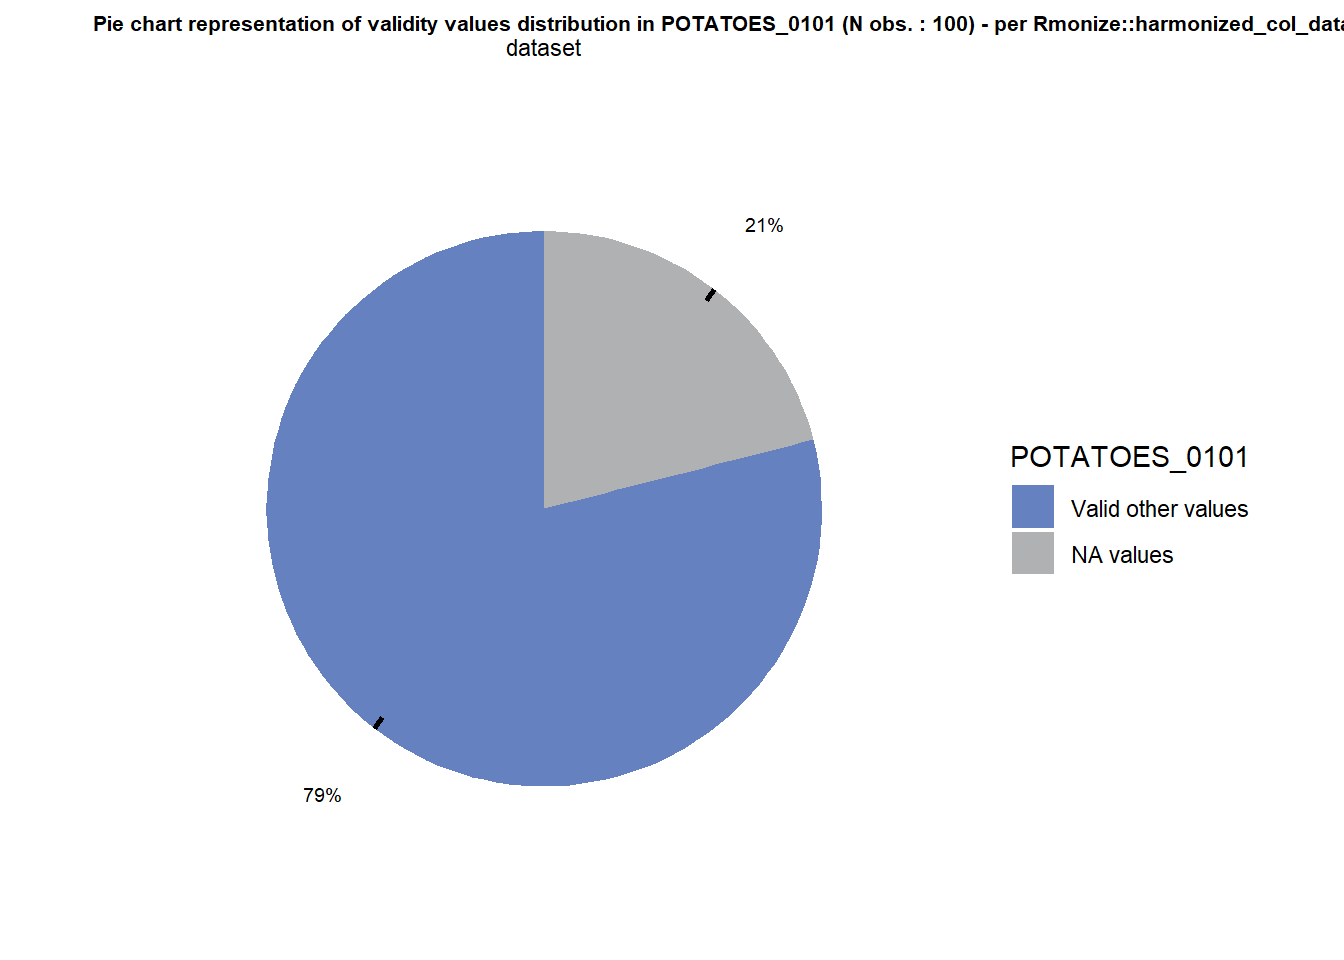 Pie chart representation of validity values distribution in POTATOES_0101 (N obs. : 100) - per Rmonize::harmonized_col_data
dataset
21%
POTATOES_0101
Valid other values
NA values
79%